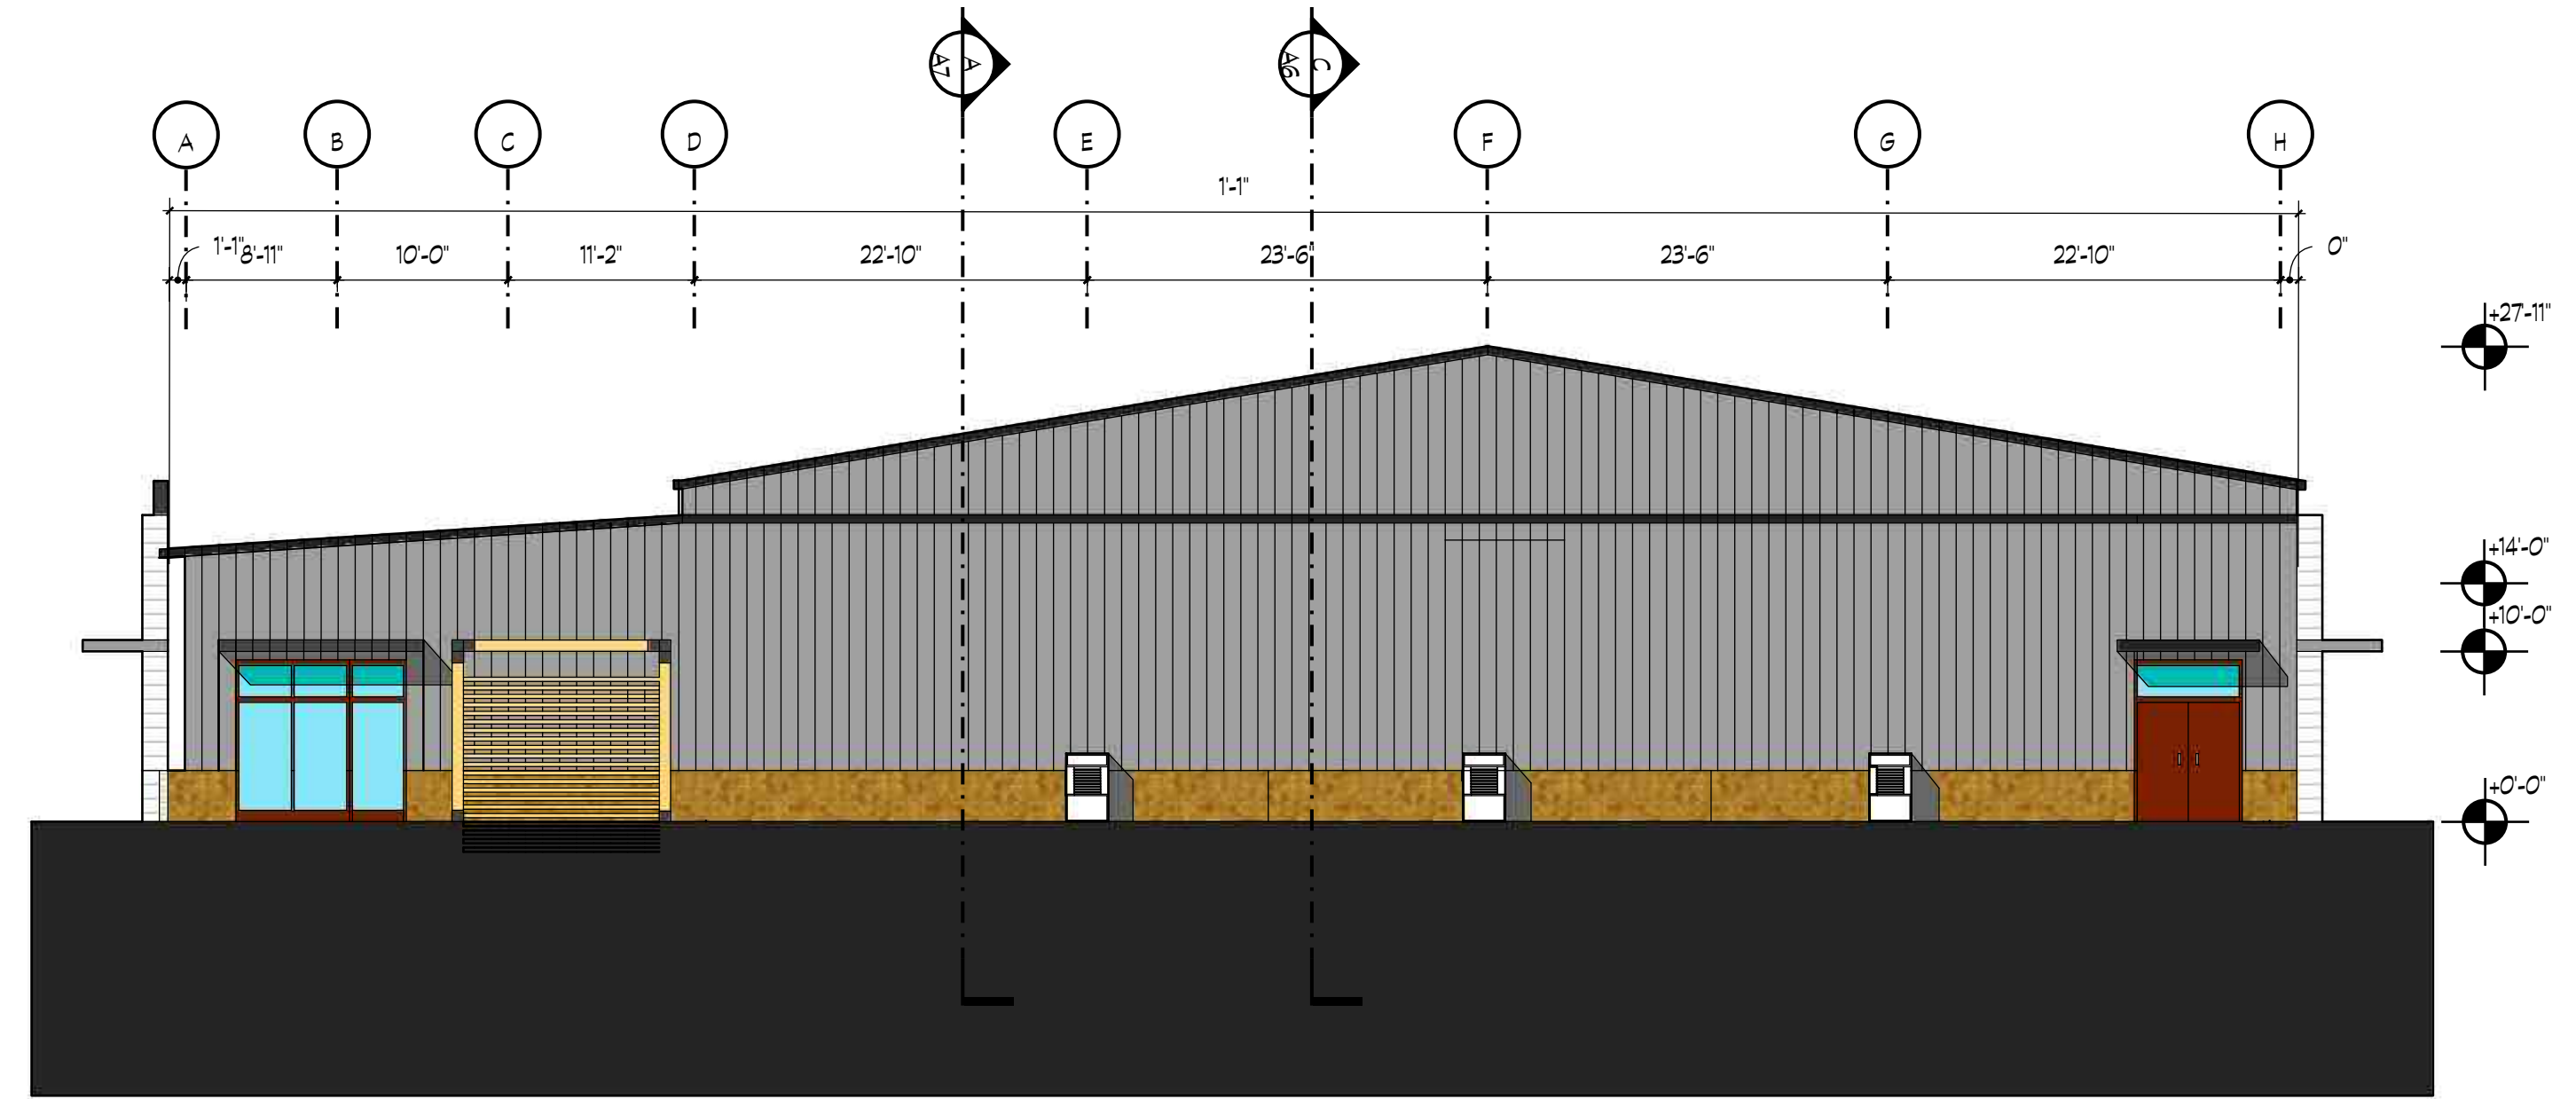 A
A7
C
A6
A B C D E F G H
1'-1"
1'-1" 8'-11" 10'-0" 11'-2" 22'-10" 23'-6" 23'-6" 22'-10" 0"
+27'-11"
+14'-0"
+10'-0"
+0'-0"